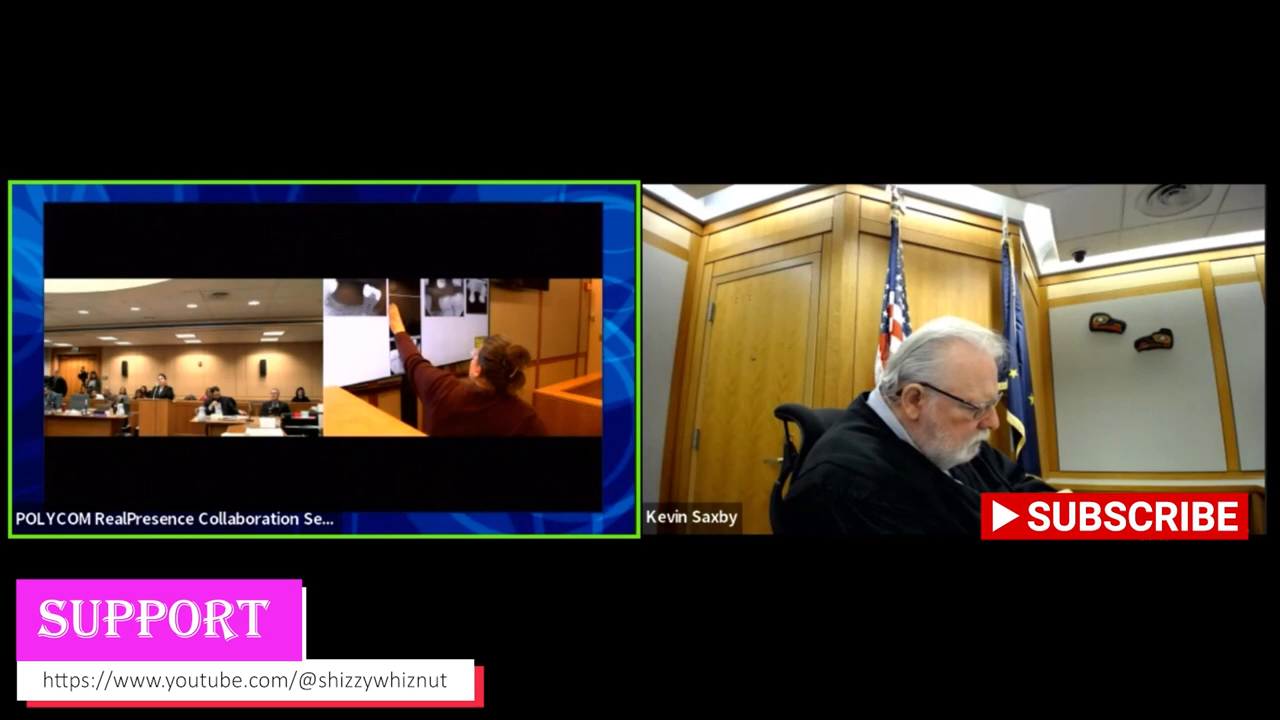 POLYCOM RealPresence Collaboration Se...
Kevin Saxby
SUBSCRIBE
SUPPORT
https://www.youtube.com/@shizzywhiznut